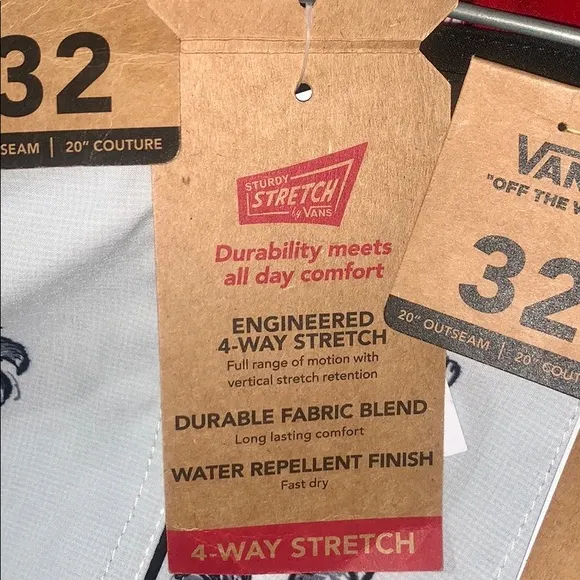 32
SEAM | 20" COUTURE
STURDY
STRETCH
by VANS
Durability meets
all day comfort
ENGINEERED
4-WAY STRETCH
Full range of motion with
vertical stretch retention
DURABLE FABRIC BLEND
Long lasting comfort
WATER REPELLENT FINISH
Fast dry
4-WAY STRETCH
VAN
"OFF THE W
32
20" OUTSEAM | 20" COUT